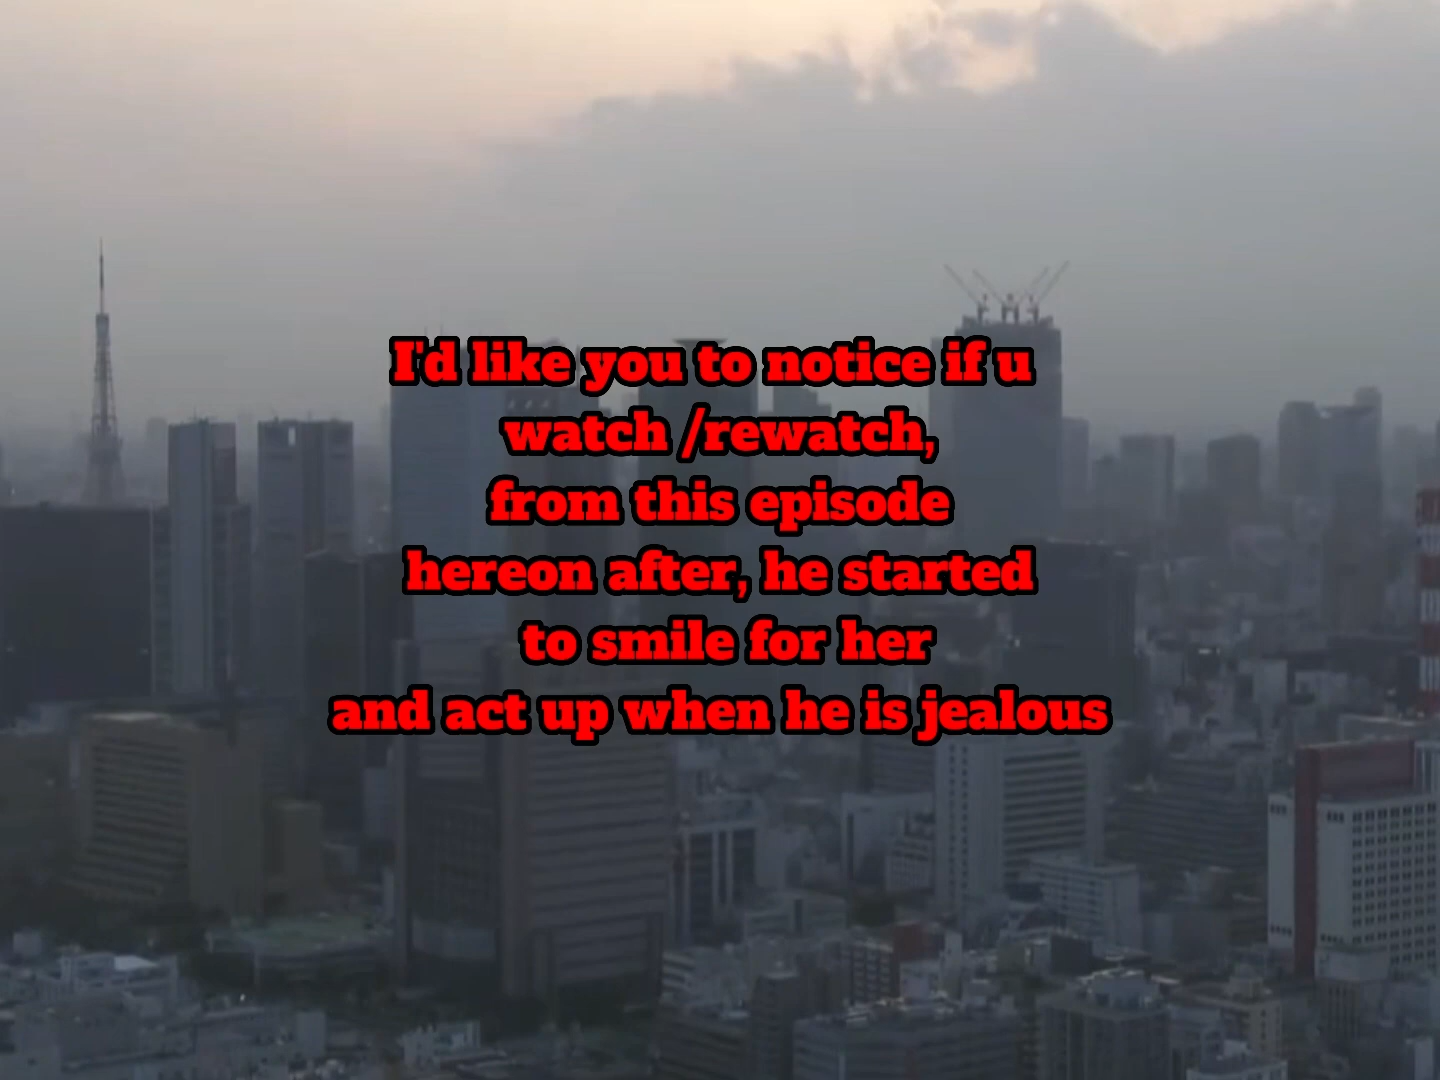 I'd like you to notice if u
watch /rewatch,
from this episode
hereon after, he started
to smile for her
and act up when he is jealous